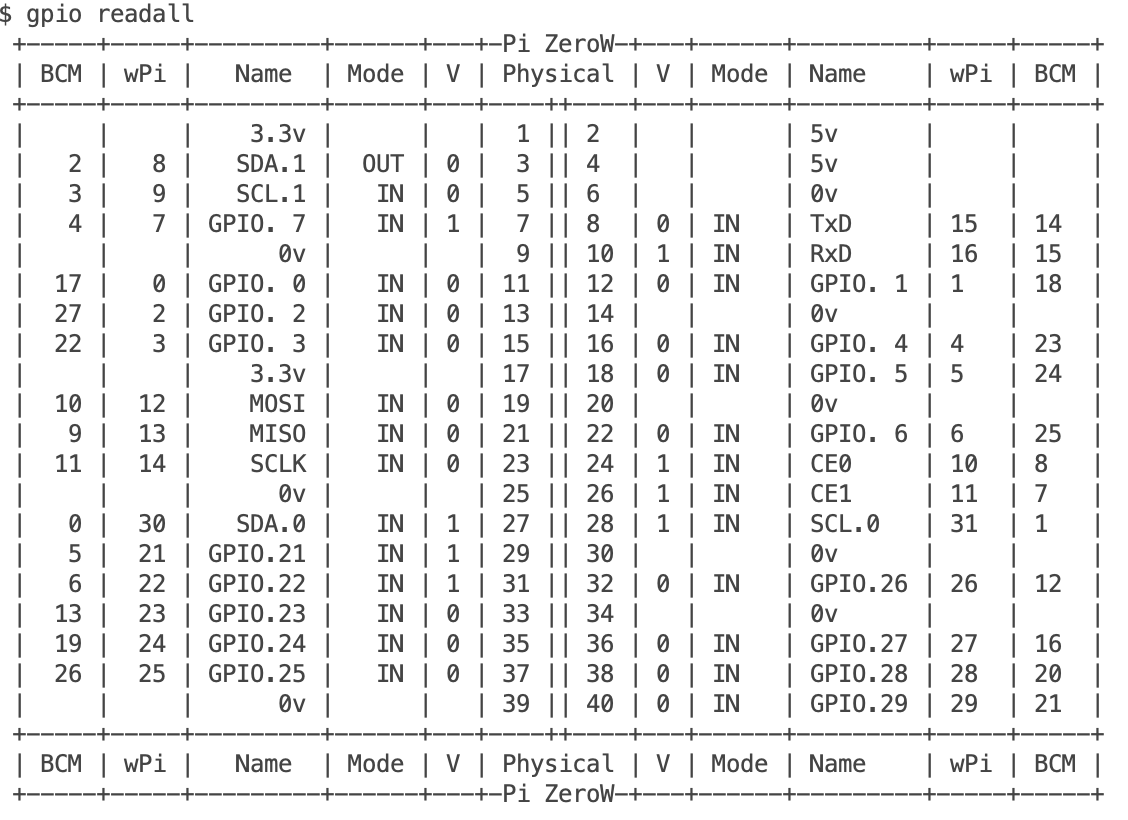 $ gpio readall
+-----+-----+---------+------+---+-Pi ZeroW-+---+------+---------+-----+-----+
| BCM | wPi |   Name  | Mode | V | Physical | V | Mode | Name    | wPi | BCM |
+-----+-----+---------+------+---+----++----+---+------+---------+-----+-----+
|     |     |    3.3v |      |   |  1 || 2  |   |      | 5v      |     |     |
|   2 |   8 |   SDA.1 |  OUT | 0 |  3 || 4  |   |      | 5v      |     |     |
|   3 |   9 |   SCL.1 |   IN | 0 |  5 || 6  |   |      | 0v      |     |     |
|   4 |   7 | GPIO. 7 |   IN | 1 |  7 || 8  | 0 | IN   | TxD     | 15  | 14  |
|     |     |      0v |      |   |  9 || 10 | 1 | IN   | RxD     | 16  | 15  |
|  17 |   0 | GPIO. 0 |   IN | 0 | 11 || 12 | 0 | IN   | GPIO. 1 | 1   | 18  |
|  27 |   2 | GPIO. 2 |   IN | 0 | 13 || 14 |   |      | 0v      |     |     |
|  22 |   3 | GPIO. 3 |   IN | 0 | 15 || 16 | 0 | IN   | GPIO. 4 | 4   | 23  |
|     |     |    3.3v |      |   | 17 || 18 | 0 | IN   | GPIO. 5 | 5   | 24  |
|  10 |  12 |    MOSI |   IN | 0 | 19 || 20 |   |      | 0v      |     |     |
|   9 |  13 |    MISO |   IN | 0 | 21 || 22 | 0 | IN   | GPIO. 6 | 6   | 25  |
|  11 |  14 |    SCLK |   IN | 0 | 23 || 24 | 1 | IN   | CE0     | 10  | 8   |
|     |     |      0v |      |   | 25 || 26 | 1 | IN   | CE1     | 11  | 7   |
|   0 |  30 |   SDA.0 |   IN | 1 | 27 || 28 | 1 | IN   | SCL.0   | 31  | 1   |
|   5 |  21 | GPIO.21 |   IN | 1 | 29 || 30 |   |      | 0v      |     |     |
|   6 |  22 | GPIO.22 |   IN | 1 | 31 || 32 | 0 | IN   | GPIO.26 | 26  | 12  |
|  13 |  23 | GPIO.23 |   IN | 0 | 33 || 34 |   |      | 0v      |     |     |
|  19 |  24 | GPIO.24 |   IN | 0 | 35 || 36 | 0 | IN   | GPIO.27 | 27  | 16  |
|  26 |  25 | GPIO.25 |   IN | 0 | 37 || 38 | 0 | IN   | GPIO.28 | 28  | 20  |
|     |     |      0v |      |   | 39 || 40 | 0 | IN   | GPIO.29 | 29  | 21  |
+-----+-----+---------+------+---+----++----+---+------+---------+-----+-----+
| BCM | wPi |   Name  | Mode | V | Physical | V | Mode | Name    | wPi | BCM |
+-----+-----+---------+------+---+-Pi ZeroW-+---+------+---------+-----+-----+